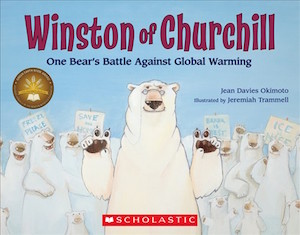 Winston of Churchill
One Bear's Battle Against Global Warming
Jean Davies Okimoto
Illustrated by Jeremiah Trammell
SCHOLASTIC